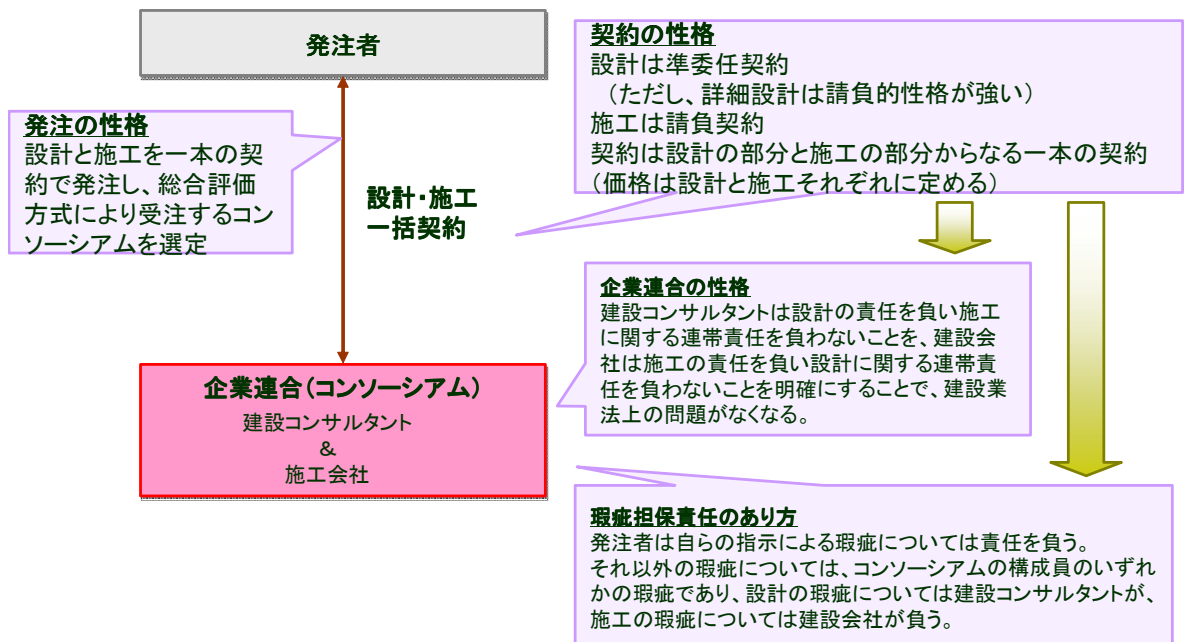 発注者
契約の性格
設計は準委任契約
（ただし、詳細設計は請負的性格が強い）
施工は請負契約
契約は設計の部分と施工の部分からなる一本の契約
（価格は設計と施工それぞれに定める）
発注の性格
設計と施工を一本の契
約で発注し、総合評価
方式により受注するコン
ソーシアムを選定
設計・施工
一括契約
企業連合の性格
建設コンサルタントは設計の責任を負い施工
に関する連帯責任を負わないことを、建設会
社は施工の責任を負い設計に関する連帯責
任を負わないことを明確にすることで、建設業
法上の問題がなくなる。
企業連合（コンソーシアム）
建設コンサルタント
＆
施工会社
瑕疵担保責任のあり方
発注者は自らの指示による瑕疵については責任を負う。
それ以外の瑕疵については、コンソーシアムの構成員のいずれ
かの瑕疵であり、設計の瑕疵については建設コンサルタントが、
施工の瑕疵については建設会社が負う。